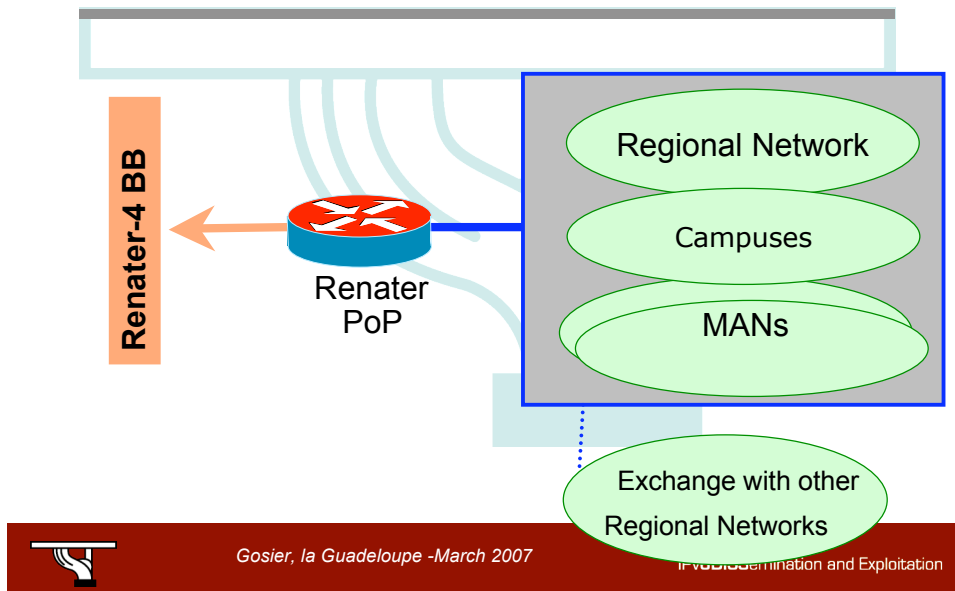 Renater-4 BB
Renater
PoP
Regional Network
Campuses
MANs
Exchange with other
Regional Networks
Gosier, la Guadeloupe -March 2007
and Exploitation